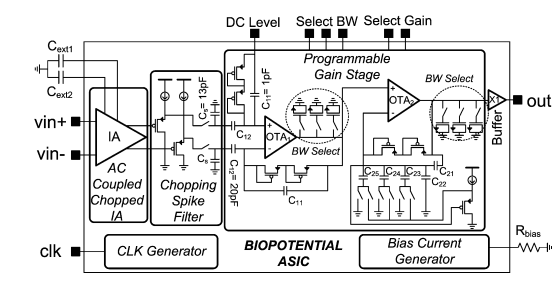 DC Level
Select BW
Select Gain
Cext1
Cext2
vin+
vin-
IA
AC
Coupled
Chopped
IA
Chopping
Spike
Filter
Cs= 13pF
Cs
C11= 1pF
C12
C12= 20pF
C11
OTA1
+
-
BW Select
Programmable
Gain Stage
OTA2
+
-
BW Select
C25
C24
C23
C21
C22
X1
Buffer
out
clk
CLK Generator
BIOPOTENTIAL
ASIC
Bias Current
Generator
Rbias